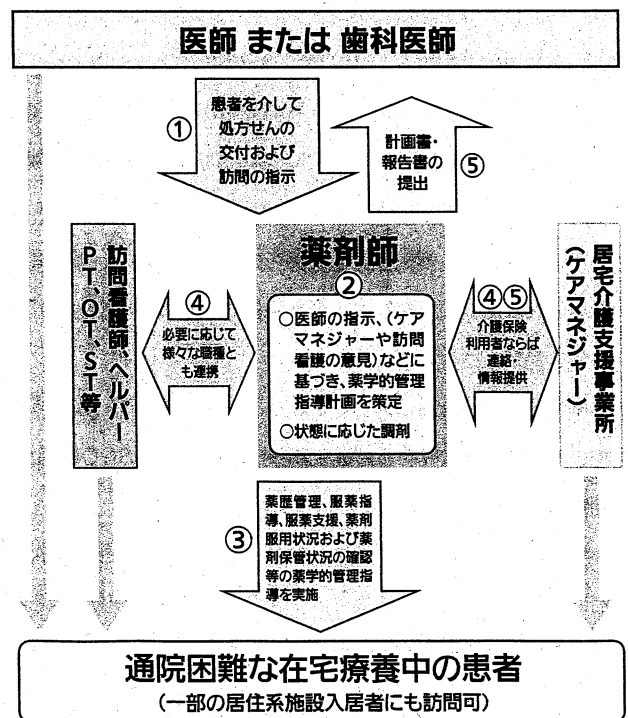 医師 または 歯科医師
①
患者を介して
処方せんの
交付および
訪問の指示
計画書・
報告書の
提出
⑤
訪問看護師、ヘルパー
PT、OT、ST等
④
必要に応じて
様々な職種と
も連携
薬剤師
②
○医師の指示、(ケア
マネジャーや訪問
看護の意見)などに
基づき、薬学的管理
指導計画を策定
○状態に応じた調剤
④⑤
介護保険
利用者ならば
連絡・
情報提供
居宅介護支援事業所
(ケアマネジャー)
③
薬歴管理、服薬指
導、服薬支援、薬剤
服用状況および薬
剤保管状況の確認
等の薬学的管理指
導を実施
通院困難な在宅療養中の患者
(一部の居住系施設入居者にも訪問可)